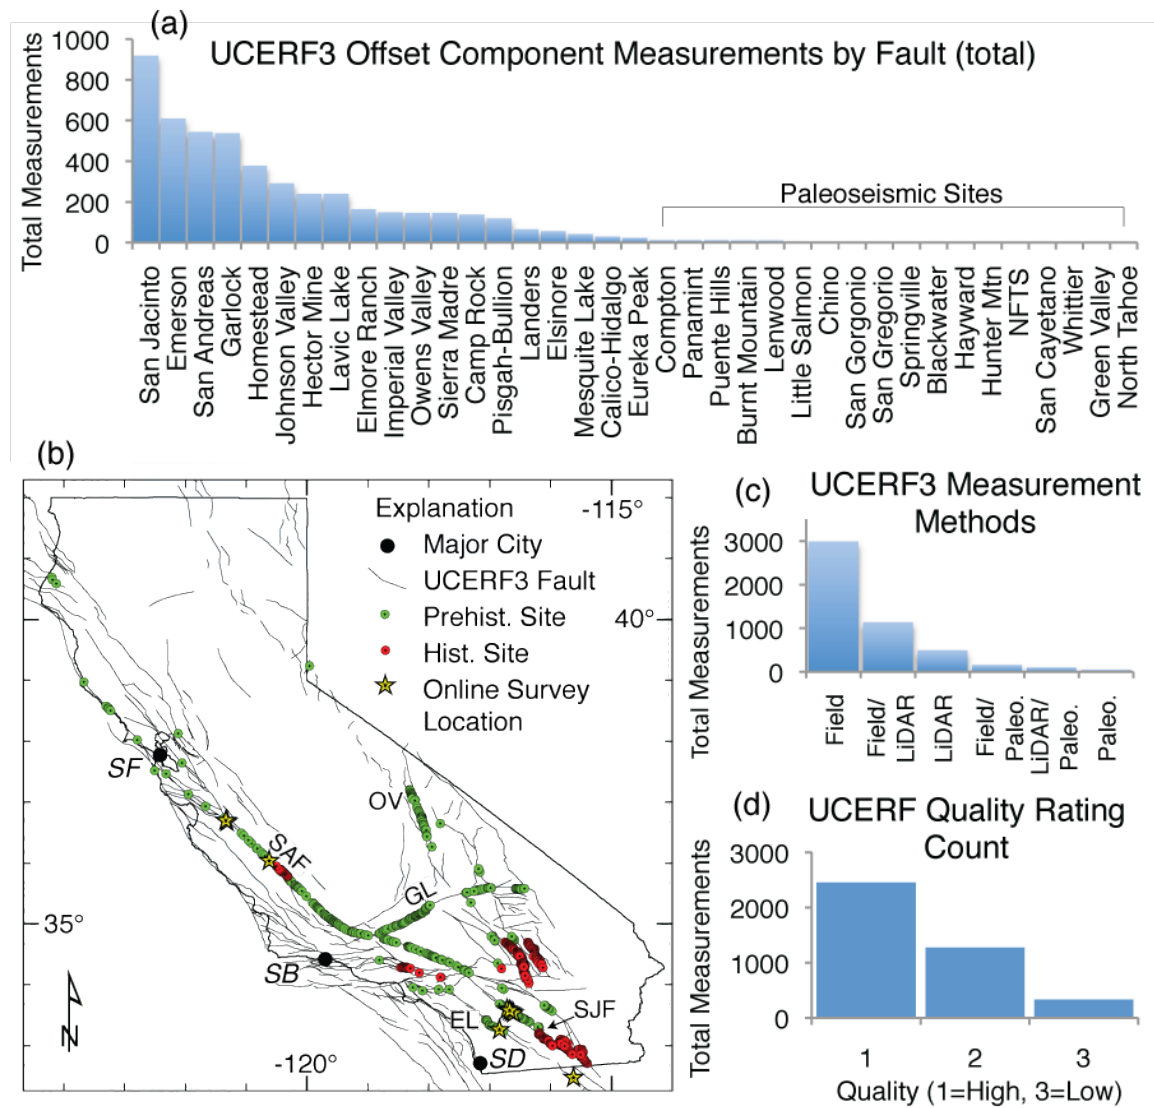 (a)
UCERF3 Offset Component Measurements by Fault (total)
Total Measurements
1000
800
600
400
200
0
Paleoseismic Sites
San Jacinto
Emerson
San Andreas
Garlock
Homestead
Johnson Valley
Hector Mine
Lavic Lake
Elmore Ranch
Imperial Valley
Owens Valley
Sierra Madre
Camp Rock
Pisgah-Bullion
Landers
Elsinore
Mesquite Lake
Calico-Hidalgo
Eureka Peak
Compton
Panamint
Puente Hills
Burnt Mountain
Lenwood
Little Salmon
Chino
San Gorgonio
San Gregorio
Springville
Blackwater
Hayward
Hunter Mtn
NFTS
San Cayetano
Whittier
Green Valley
North Tahoe
(b)
Explanation
-115°
Major City
UCERF3 Fault
Prehist. Site
40°
Hist. Site
Online Survey
Location
SF
OV
SAF
GL
35°
SB
EL
SJF
N
-120°
SD
(c)
UCERF3 Measurement
Methods
Total Measurements
3000
2000
1000
0
Field
Field/
LiDAR
LiDAR
Field/
Paleo.
LiDAR/
Paleo.
Paleo.
(d)
UCERF Quality Rating
Count
Total Measurements
3000
2000
1000
0
1 2 3
Quality (1=High, 3=Low)